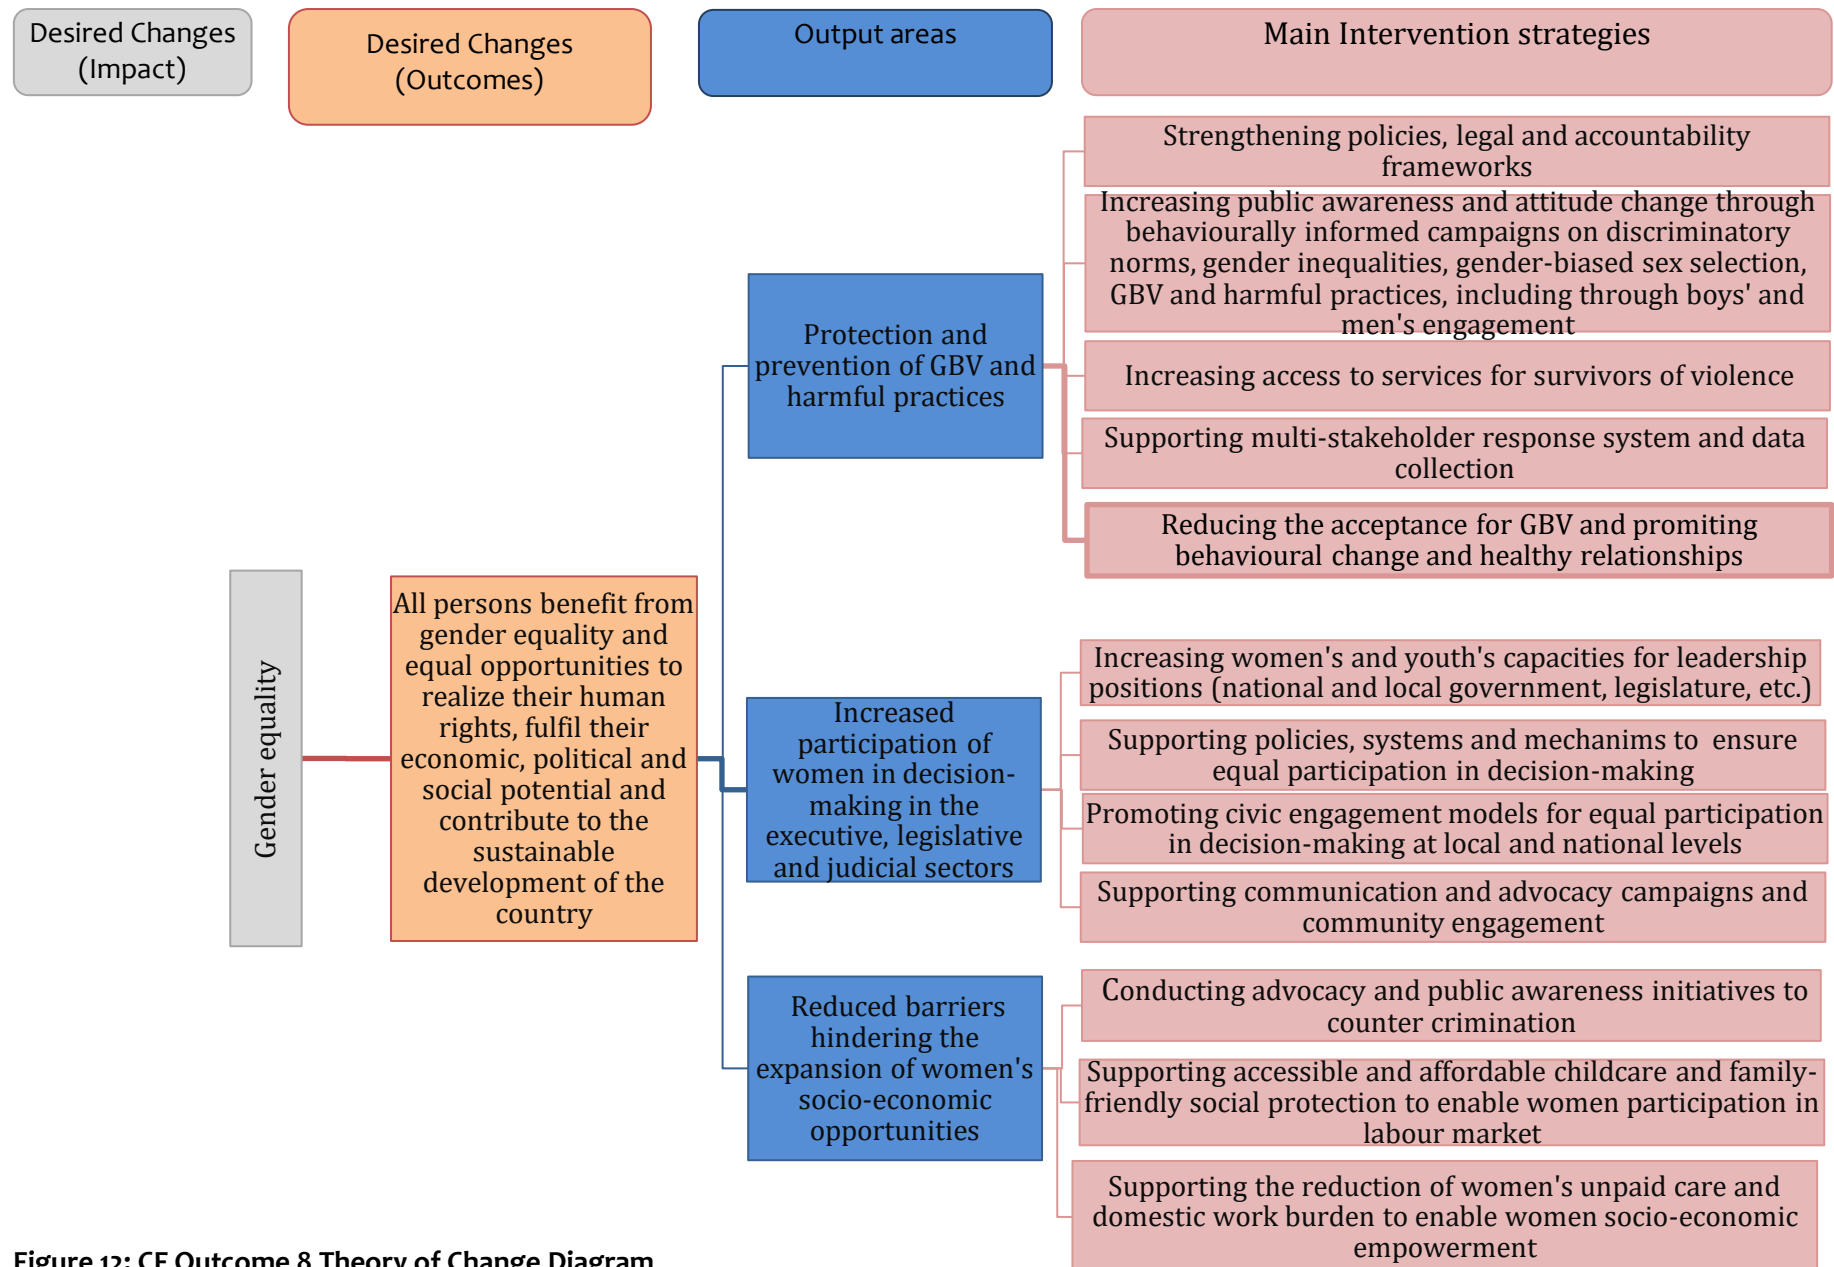 Desired Changes
(Impact)
Desired Changes
(Outcomes)
Output areas
Main Intervention strategies
Gender equality
All persons benefit from
gender equality and
equal opportunities to
realize their human
rights, fulfil their
economic, political and
social potential and
contribute to the
sustainable
development of the
country
Protection and
prevention of GBV and
harmful practices
Strengthening policies, legal and accountability
frameworks
Increasing public awareness and attitude change through
behaviourally informed campaigns on discriminatory
norms, gender inequalities, gender-biased sex selection,
GBV and harmful practices, including through boys' and
men's engagement
Increasing access to services for survivors of violence
Supporting multi-stakeholder response system and data
collection
Reducing the acceptance for GBV and promiting
behavioural change and healthy relationships
Increased
participation of
women in decision-
making in the
executive, legislative
and judicial sectors
Increasing women's and youth's capacities for leadership
positions (national and local government, legislature, etc.)
Supporting policies, systems and mechanims to  ensure
equal participation in decision-making
Promoting civic engagement models for equal participation
in decision-making at local and national levels
Supporting communication and advocacy campaigns and
community engagement
Reduced barriers
hindering the
expansion of women's
socio-economic
opportunities
Conducting advocacy and public awareness initiatives to
counter crimination
Supporting accessible and affordable childcare and family-
friendly social protection to enable women participation in
labour market
Supporting the reduction of women's unpaid care and
domestic work burden to enable women socio-economic
empowerment
Figure 12: CF Outcome 8 Theory of Change Diagram